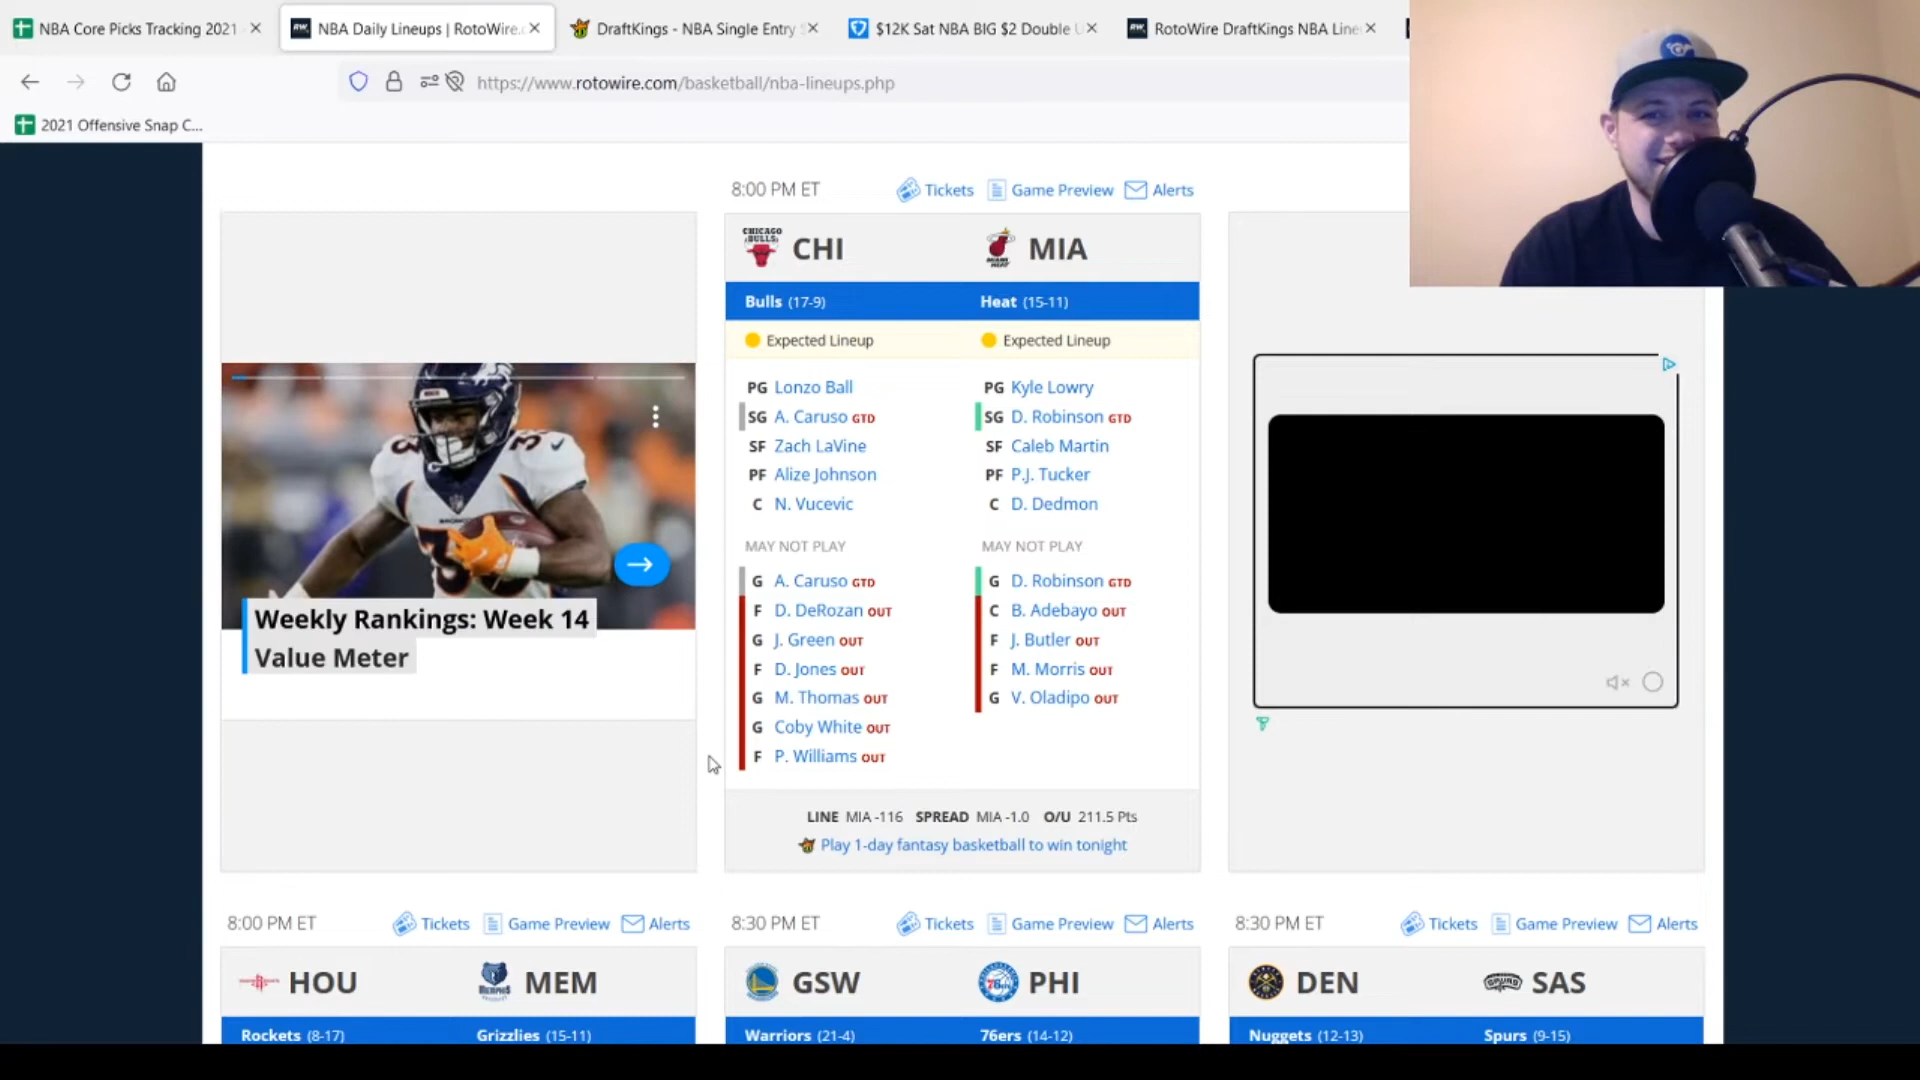 NBA Core Picks Tracking 2021
NBA Daily Lineups | RotoWire.
DraftKings - NBA Single Entry
$12K Sat NBA BIG $2 Double U
RotoWire DraftKings NBA Line
https://www.rotowire.com/basketball/nba-lineups.php
2021 Offensive Snap C...
8:00 PM ET Tickets Game Preview Alerts
CHICAGO BULLS CHI MIA
Bulls (17-9) Heat (15-11)
Expected Lineup Expected Lineup
PG Lonzo Ball PG Kyle Lowry
SG A. Caruso GTD SG D. Robinson GTD
SF Zach LaVine SF Caleb Martin
PF Alize Johnson PF P.J. Tucker
C N. Vucevic C D. Dedmon
MAY NOT PLAY MAY NOT PLAY
G A. Caruso GTD G D. Robinson GTD
F D. DeRozan OUT C B. Adebayo OUT
G J. Green OUT F J. Butler OUT
F D. Jones OUT F M. Morris OUT
G M. Thomas OUT G V. Oladipo OUT
G Coby White OUT
F P. Williams OUT
LINE MIA -116 SPREAD MIA -1.0 O/U 211.5 Pts
Play 1-day fantasy basketball to win tonight
Weekly Rankings: Week 14
Value Meter
8:00 PM ET Tickets Game Preview Alerts
8:30 PM ET Tickets Game Preview Alerts
8:30 PM ET Tickets Game Preview Alerts
HOU MEM
GSW PHI
DEN SAS
Rockets (8-17) Grizzlies (15-11)
Warriors (21-4) 76ers (14-12)
Nuggets (12-13) Spurs (9-15)